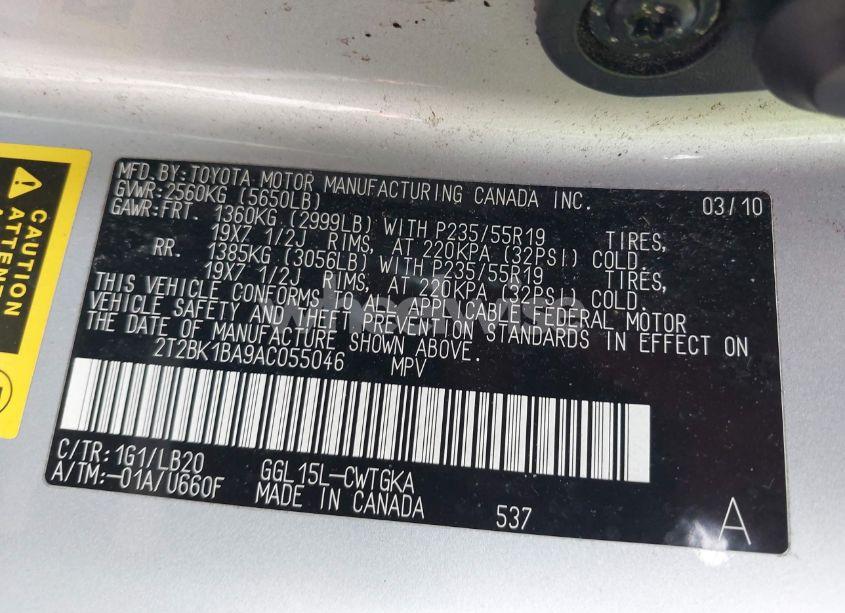 CAUTION
ATTENT
MFD. BY: TOYOTA MOTOR MANUFACTURING CANADA INC. 03/10
GVWR: 2560KG (5650LB)
GAWR: FRT. 1360KG (2999LB) WITH P235/55R19 TIRES,
19X7 1/2J RIMS, AT 220KPA (32PSI) COLD
RR. 1385KG (3056LB) WITH P235/55R19 TIRES,
19X7 1/2J RIMS, AT 220KPA (32PSI) COLD.
THIS VEHICLE CONFORMS TO ALL APPLICABLE FEDERAL MOTOR
VEHICLE SAFETY AND THEFT PREVENTION STANDARDS IN EFFECT ON
THE DATE OF MANUFACTURE SHOWN ABOVE.
2T2BK1BA9AC055046 MPV
C/TR: 1G1/LB20 GGL15L-CWTGKA
A/TM: -01A/U660F MADE IN CANADA 537 A